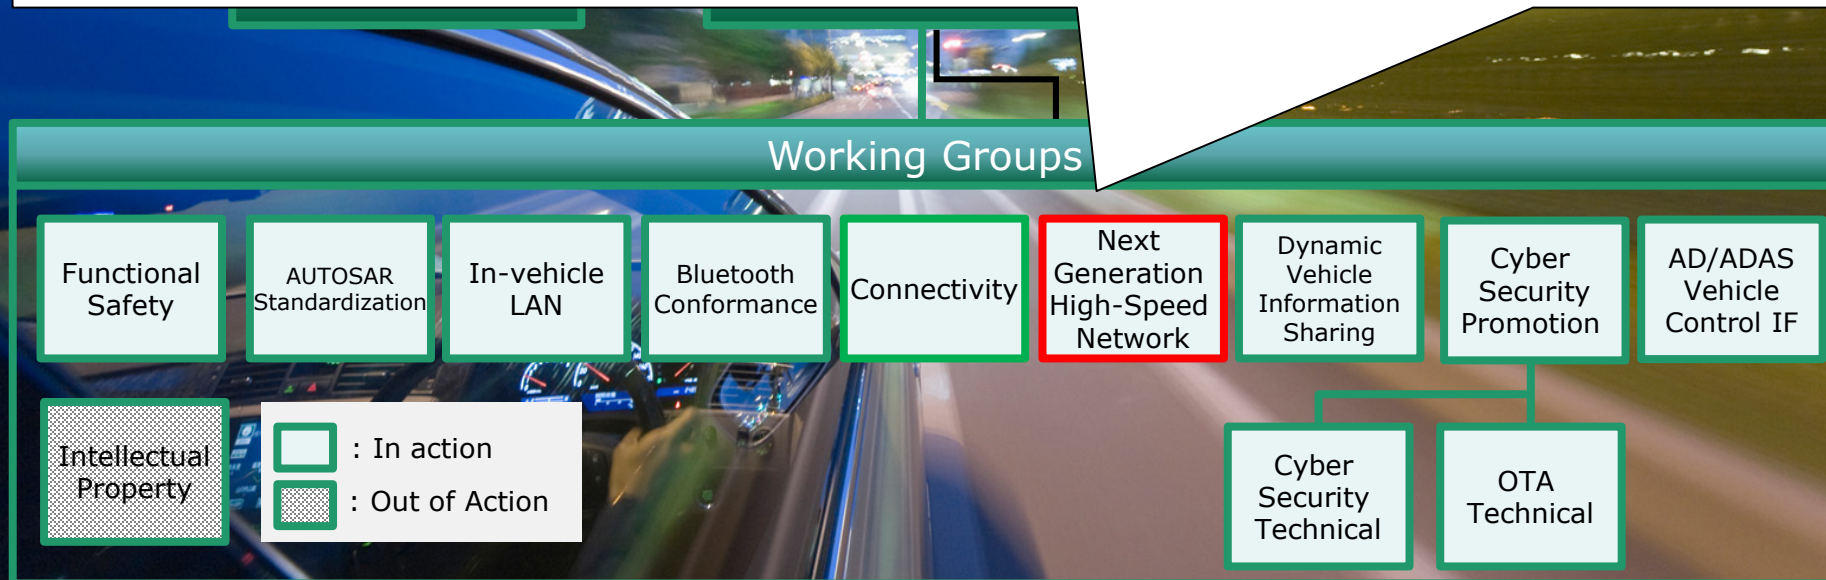 Working Groups
Functional
Safety
AUTOSAR
Standardization
In-vehicle
LAN
Bluetooth
Conformance
Connectivity
Next
Generation
High-Speed
Network
Dynamic
Vehicle
Information
Sharing
Cyber
Security
Promotion
AD/ADAS
Vehicle
Control IF
Intellectual
Property
: In action
: Out of Action
Cyber
Security
Technical
OTA
Technical